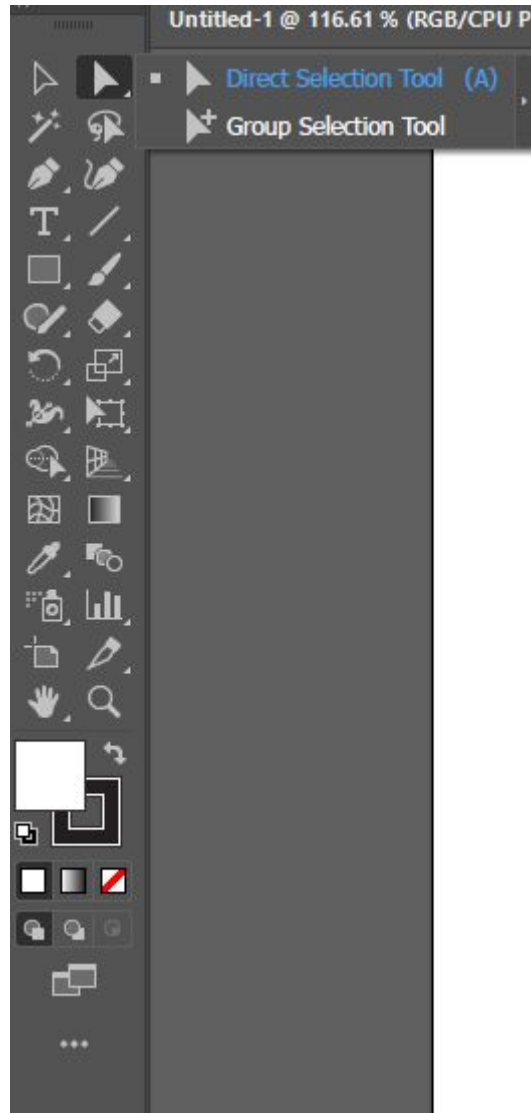 Untitled-1 @ 116.61 % (RGB/CPU P
Direct Selection Tool (A)
Group Selection Tool